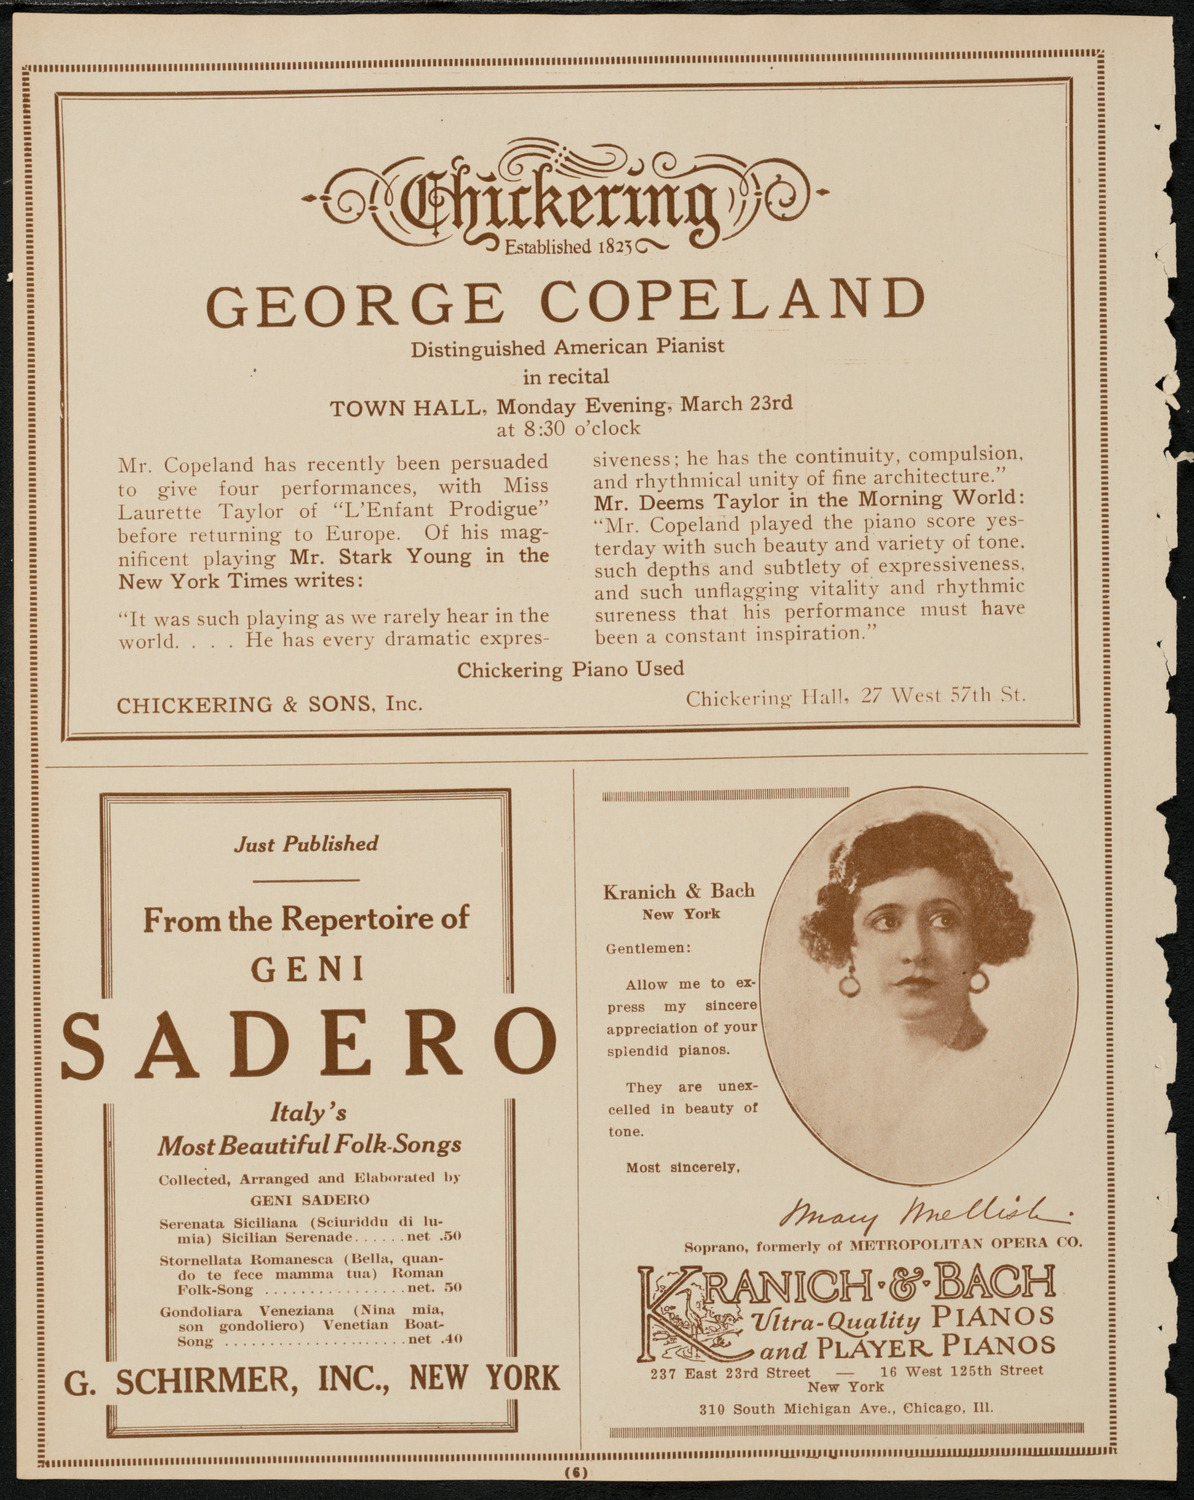 Chickering
Established 1823
GEORGE COPELAND
Distinguished American Pianist
in recital
TOWN HALL, Monday Evening, March 23rd
at 8:30 o'clock
Mr. Copeland has recently been persuaded
to give four performances, with Miss
Laurette Taylor of "L'Enfant Prodigue"
before returning to Europe. Of his mag-
nificent playing Mr. Stark Young in the
New York Times writes:
"It was such playing as we rarely hear in the
world. . . . He has every dramatic expres-
siveness; he has the continuity, compulsion,
and rhythmical unity of fine architecture."
Mr. Deems Taylor in the Morning World:
"Mr. Copeland played the piano score yes-
terday with such beauty and variety of tone,
such depths and subtlety of expressiveness,
and such unflagging vitality and rhythmic
sureness that his performance must have
been a constant inspiration."
Chickering Piano Used
CHICKERING & SONS, Inc.
Chickering Hall, 27 West 57th St.
Just Published
From the Repertoire of
GENI
SADERO
Italy's
Most Beautiful Folk-Songs
Collected, Arranged and Elaborated by
GENI SADERO
Serenata Siciliana (Sciuriddu di lu-
mia) Sicilian Serenade......net .50
Stornellata Romanesca (Bella, quan-
do te fece mamma tua) Roman
Folk-Song ................net. 50
Gondoliara Veneziana (Nina mia,
son gondoliero) Venetian Boat-
Song .....................net .40
G. SCHIRMER, INC., NEW YORK
Kranich & Bach
New York
Gentlemen:
Allow me to ex-
press my sincere
appreciation of your
splendid pianos.
They are unex-
celled in beauty of
tone.
Most sincerely,
Mary Mellish.
Soprano, formerly of METROPOLITAN OPERA CO.
KRANICH·&·BACH
Ultra-Quality PIANOS
and PLAYER PIANOS
237 East 23rd Street — 16 West 125th Street
New York
310 South Michigan Ave., Chicago, Ill.
(6)